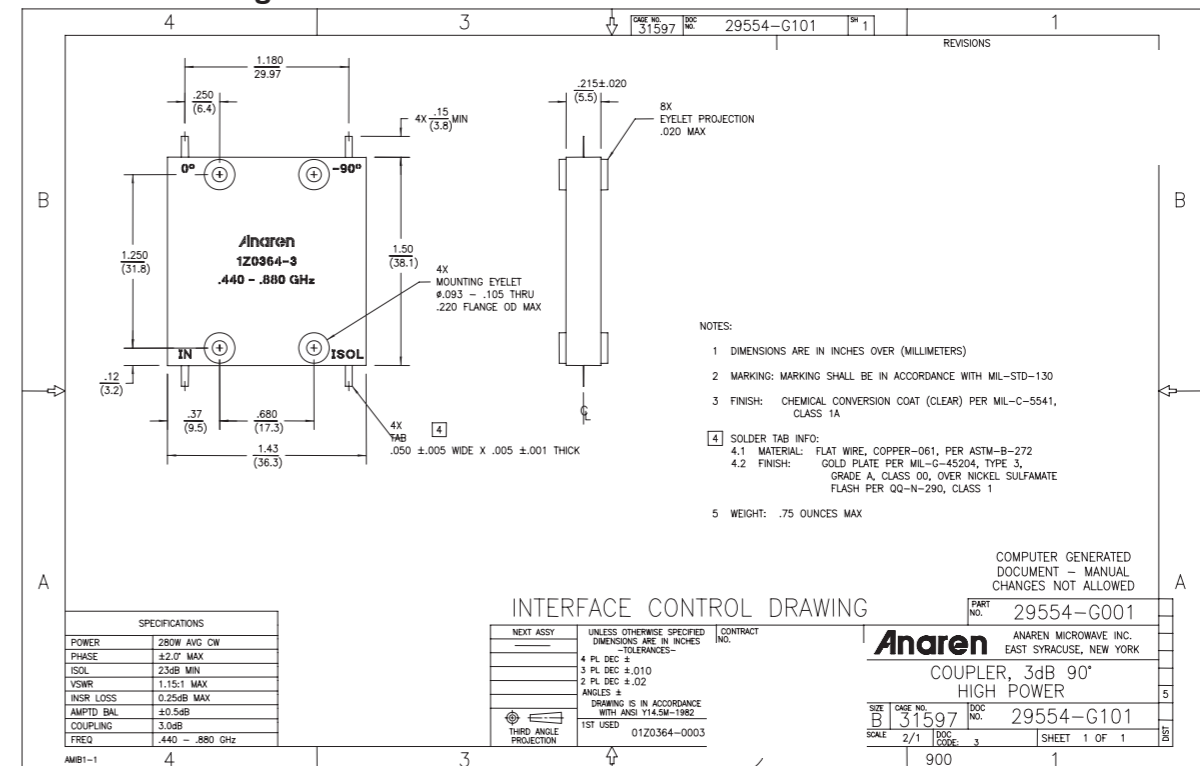 4
3
CAGE NO.
31597
DOC
NO.
29554-G101
SH
1
1
REVISIONS
1.180
29.97
.250
(6.4)
4X .15 MIN
(3.8)
.215±.020
(5.5)
8X
EYELET PROJECTION
.020 MAX
0°
-90°
B
B
Anaren
1Z0364-3
.440 - .880 GHz
1.250
(31.8)
1.50
(38.1)
4X
MOUNTING EYELET
ø.093 - .105 THRU
.220 FLANGE OD MAX
IN
ISOL
.12
(3.2)
.37
(9.5)
.680
(17.3)
1.43
(36.3)
4X 4
TAB
.050 ±.005 WIDE X .005 ±.001 THICK
CL
NOTES:
1 DIMENSIONS ARE IN INCHES OVER (MILLIMETERS)
2 MARKING: MARKING SHALL BE IN ACCORDANCE WITH MIL-STD-130
3 FINISH: CHEMICAL CONVERSION COAT (CLEAR) PER MIL-C-5541,
CLASS 1A
4 SOLDER TAB INFO:
4.1 MATERIAL: FLAT WIRE, COPPER-061, PER ASTM-B-272
4.2 FINISH: GOLD PLATE PER MIL-G-45204, TYPE 3,
GRADE A, CLASS 00, OVER NICKEL SULFAMATE
FLASH PER QQ-N-290, CLASS 1
5 WEIGHT: .75 OUNCES MAX
COMPUTER GENERATED
DOCUMENT - MANUAL
CHANGES NOT ALLOWED
A
A
SPECIFICATIONS
POWER 280W AVG CW
PHASE ±2.0° MAX
ISOL 23dB MIN
VSWR 1.15:1 MAX
INSR LOSS 0.25dB MAX
AMPTD BAL ±0.5dB
COUPLING 3.0dB
FREQ .440 - .880 GHz
INTERFACE CONTROL DRAWING
NEXT ASSY
UNLESS OTHERWISE SPECIFIED
DIMENSIONS ARE IN INCHES
-TOLERANCES-
4 PL DEC ±
3 PL DEC ±.010
2 PL DEC ±.02
ANGLES ±
DRAWING IS IN ACCORDANCE
WITH ANSI Y14.5M-1982
1ST USED
01Z0364-0003
THIRD ANGLE
PROJECTION
CONTRACT
NO.
PART
NO.
29554-G001
Anaren
ANAREN MICROWAVE INC.
EAST SYRACUSE, NEW YORK
COUPLER, 3dB 90°
HIGH POWER
SIZE
B
CAGE NO.
31597
DOC
NO.
29554-G101
SCALE 2/1
DOC
CODE: 3
SHEET 1 OF 1
5
DIST
AMIB1-1
4
3
900
1